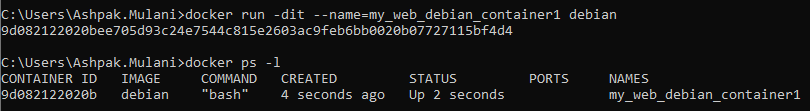 C:\Users\Ashpak.Mulani>docker run -dit --name=my_web_debian_container1 debian
9d082122020bee705d93c24e7544c815e2603ac9feb6bb0020b07727115bf4d4
C:\Users\Ashpak.Mulani>docker ps -l
CONTAINER ID   IMAGE     COMMAND   CREATED         STATUS         PORTS     NAMES
9d082122020b   debian    "bash"    4 seconds ago   Up 2 seconds             my_web_debian_container1